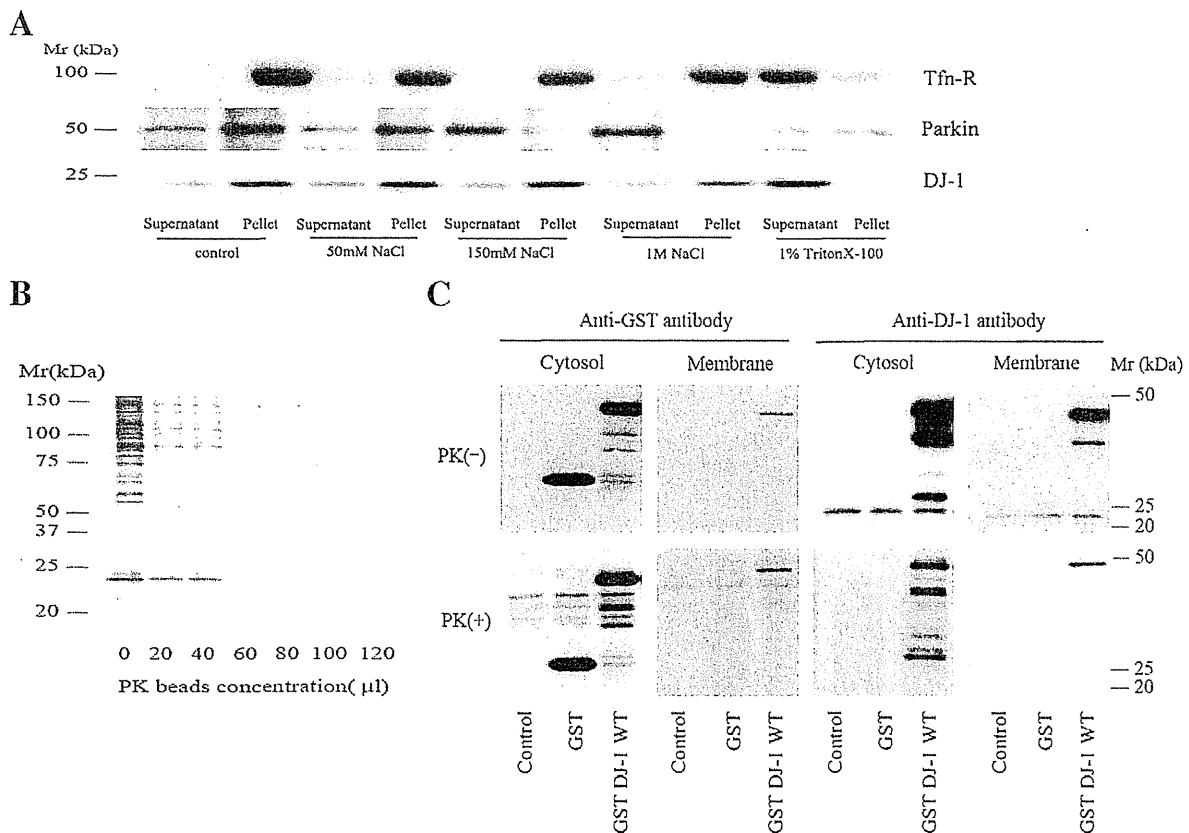 A
Mr (kDa)
100
Tfn-R
50
Parkin
25
DJ-1
Supernatant Pellet Supernatant Pellet Supernatant Pellet Supernatant Pellet Supernatant Pellet
control 50mM NaCl 150mM NaCl 1M NaCl 1% TritonX-100
B
Mr(kDa)
150
100
75
50
37
25
20
0 20 40 60 80 100 120
PK beads concentration( µl)
C
Anti-GST antibody Anti-DJ-1 antibody
Cytosol Membrane Cytosol Membrane Mr (kDa)
50
PK(−)
25
20
50
PK(+)
25
20
Control GST GST DJ-1 WT Control GST GST DJ-1 WT Control GST GST DJ-1 WT Control GST GST DJ-1 WT